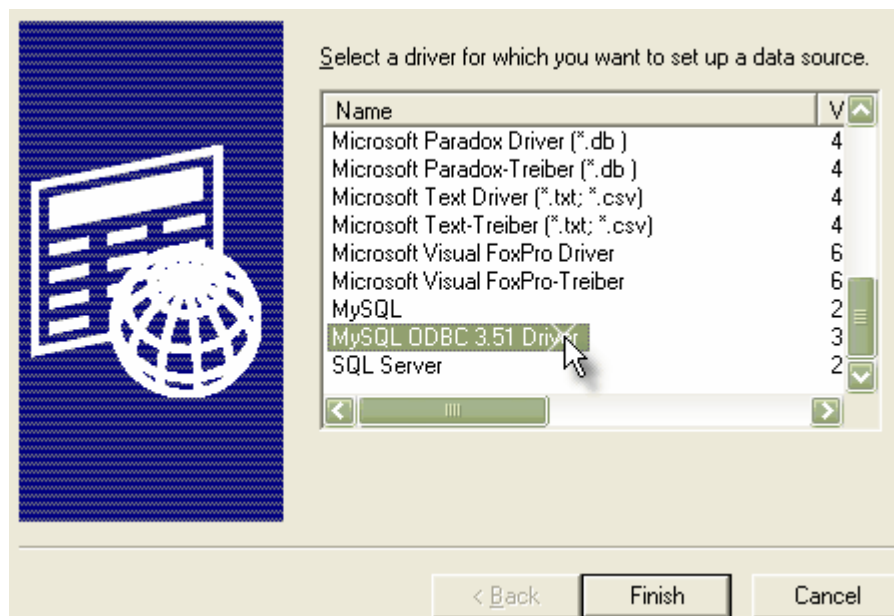 Select a driver for which you want to set up a data source.
Name V
Microsoft Paradox Driver (*.db ) 4
Microsoft Paradox-Treiber (*.db ) 4
Microsoft Text Driver (*.txt; *.csv) 4
Microsoft Text-Treiber (*.txt; *.csv) 4
Microsoft Visual FoxPro Driver 6
Microsoft Visual FoxPro-Treiber 6
MySQL 2
MySQL ODBC 3.51 Driver 3
SQL Server 2
< Back Finish Cancel